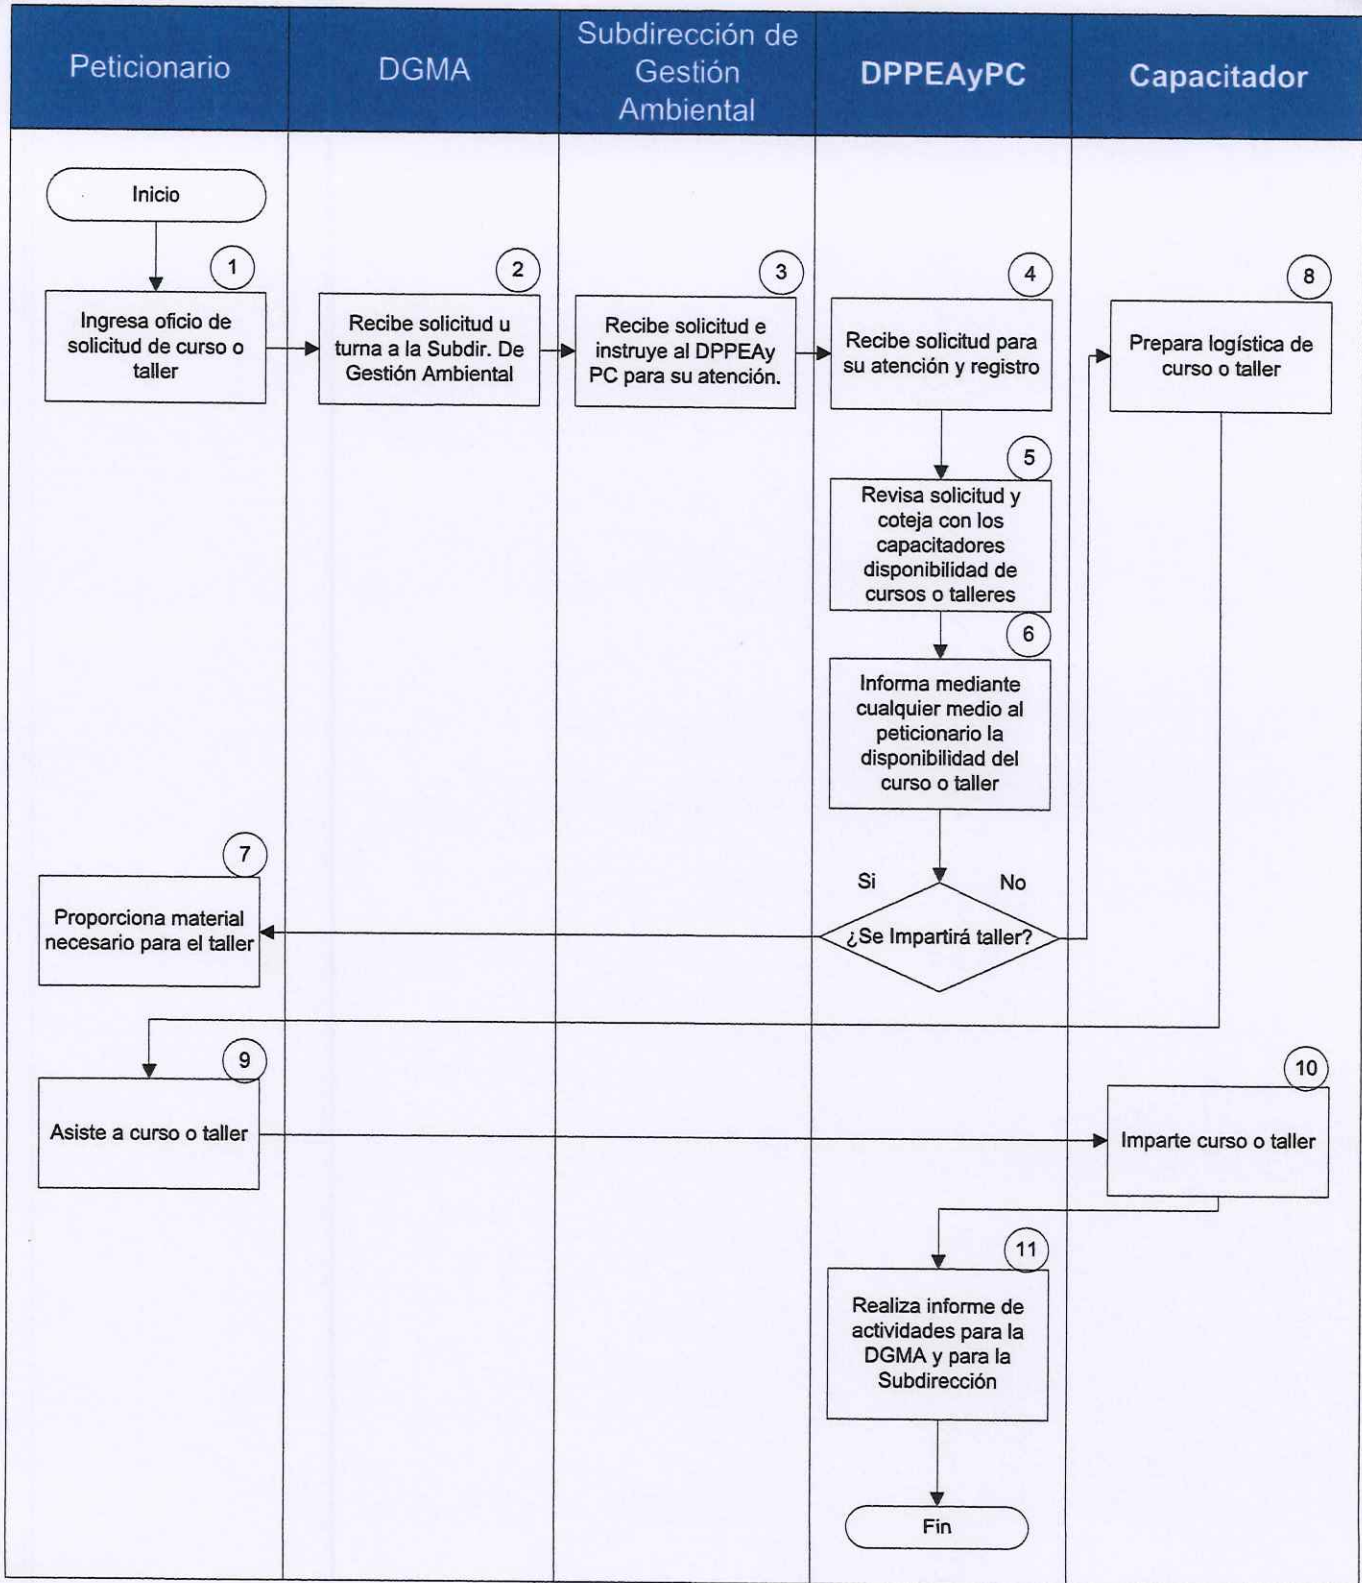 Peticionario
DGMA
Subdirección de
Gestión
Ambiental
DPPEAyPC
Capacitador
Inicio
1
Ingresa oficio de
solicitud de curso o
taller
2
Recibe solicitud u
turna a la Subdir. De
Gestión Ambiental
3
Recibe solicitud e
instruye al DPPEAy
PC para su atención.
4
Recibe solicitud para
su atención y registro
8
Prepara logística de
curso o taller
5
Revisa solicitud y
coteja con los
capacitadores
disponibilidad de
cursos o talleres
6
Informa mediante
cualquier medio al
peticionario la
disponibilidad del
curso o taller
Si
No
¿Se Impartirá taller?
7
Proporciona material
necesario para el taller
9
Asiste a curso o taller
10
Imparte curso o taller
11
Realiza informe de
actividades para la
DGMA y para la
Subdirección
Fin